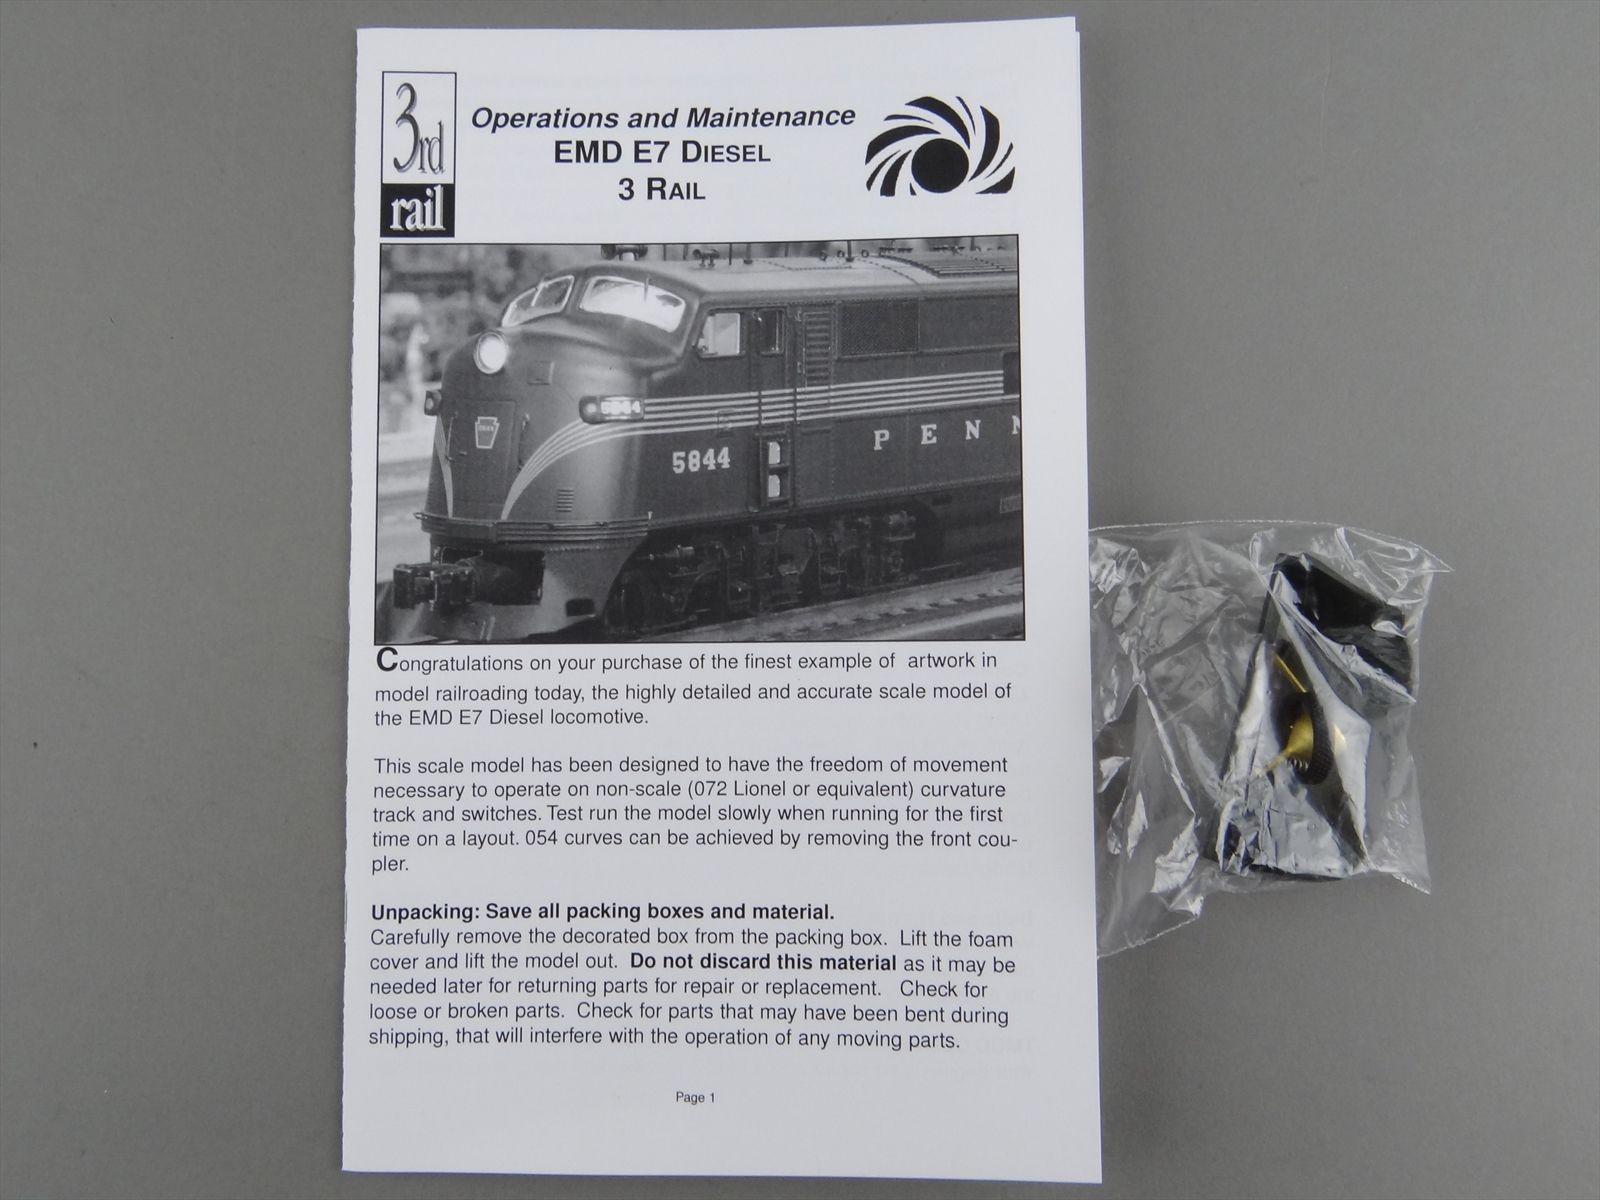 3rd
rail
Operations and Maintenance
EMD E7 DIESEL
3 RAIL
5844
5844
PENN
Congratulations on your purchase of the finest example of artwork in
model railroading today, the highly detailed and accurate scale model of
the EMD E7 Diesel locomotive.
This scale model has been designed to have the freedom of movement
necessary to operate on non-scale (072 Lionel or equivalent) curvature
track and switches. Test run the model slowly when running for the first
time on a layout. 054 curves can be achieved by removing the front cou-
pler.
Unpacking: Save all packing boxes and material.
Carefully remove the decorated box from the packing box. Lift the foam
cover and lift the model out. Do not discard this material as it may be
needed later for returning parts for repair or replacement. Check for
loose or broken parts. Check for parts that may have been bent during
shipping, that will interfere with the operation of any moving parts.
Page 1